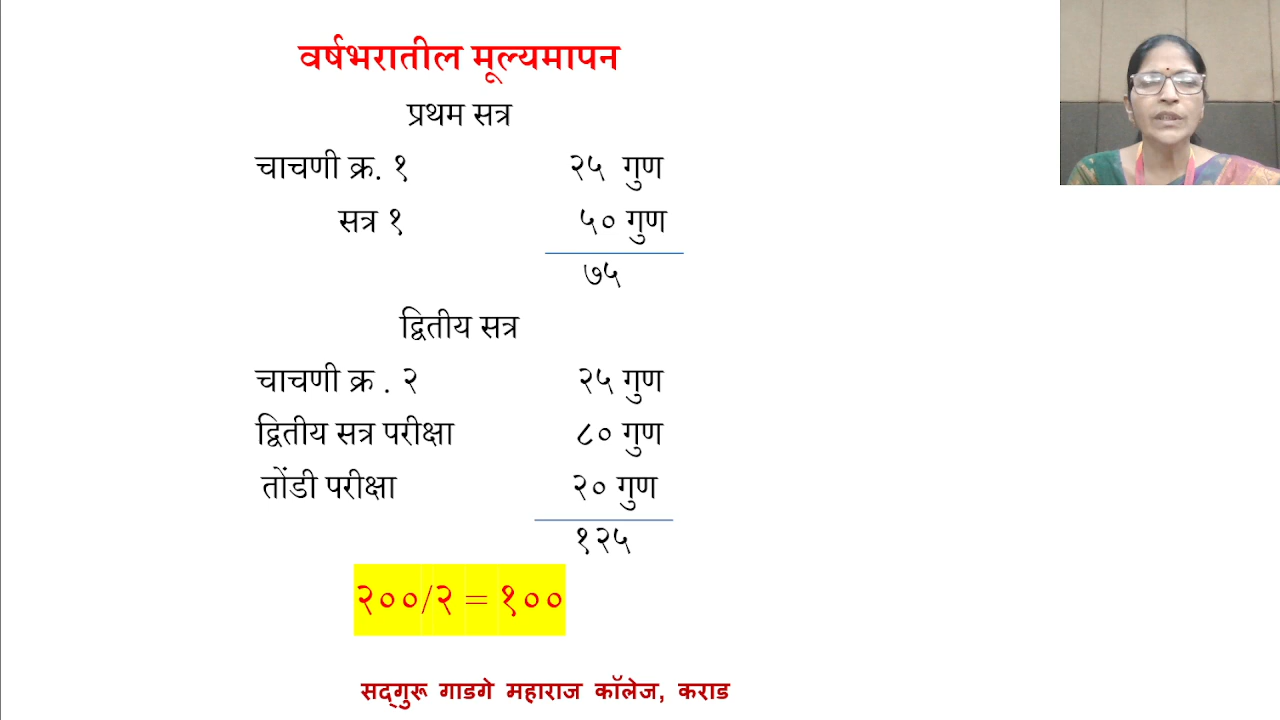 वर्षभरातील मूल्यमापन
प्रथम सत्र
चाचणी क्र. १ २५ गुण
सत्र १ ५० गुण
७५
द्वितीय सत्र
चाचणी क्र . २ २५ गुण
द्वितीय सत्र परीक्षा ८० गुण
तोंडी परीक्षा २० गुण
१२५
२००/२ = १००
सद्‌गुरू गाडगे महाराज कॉलेज, कराड